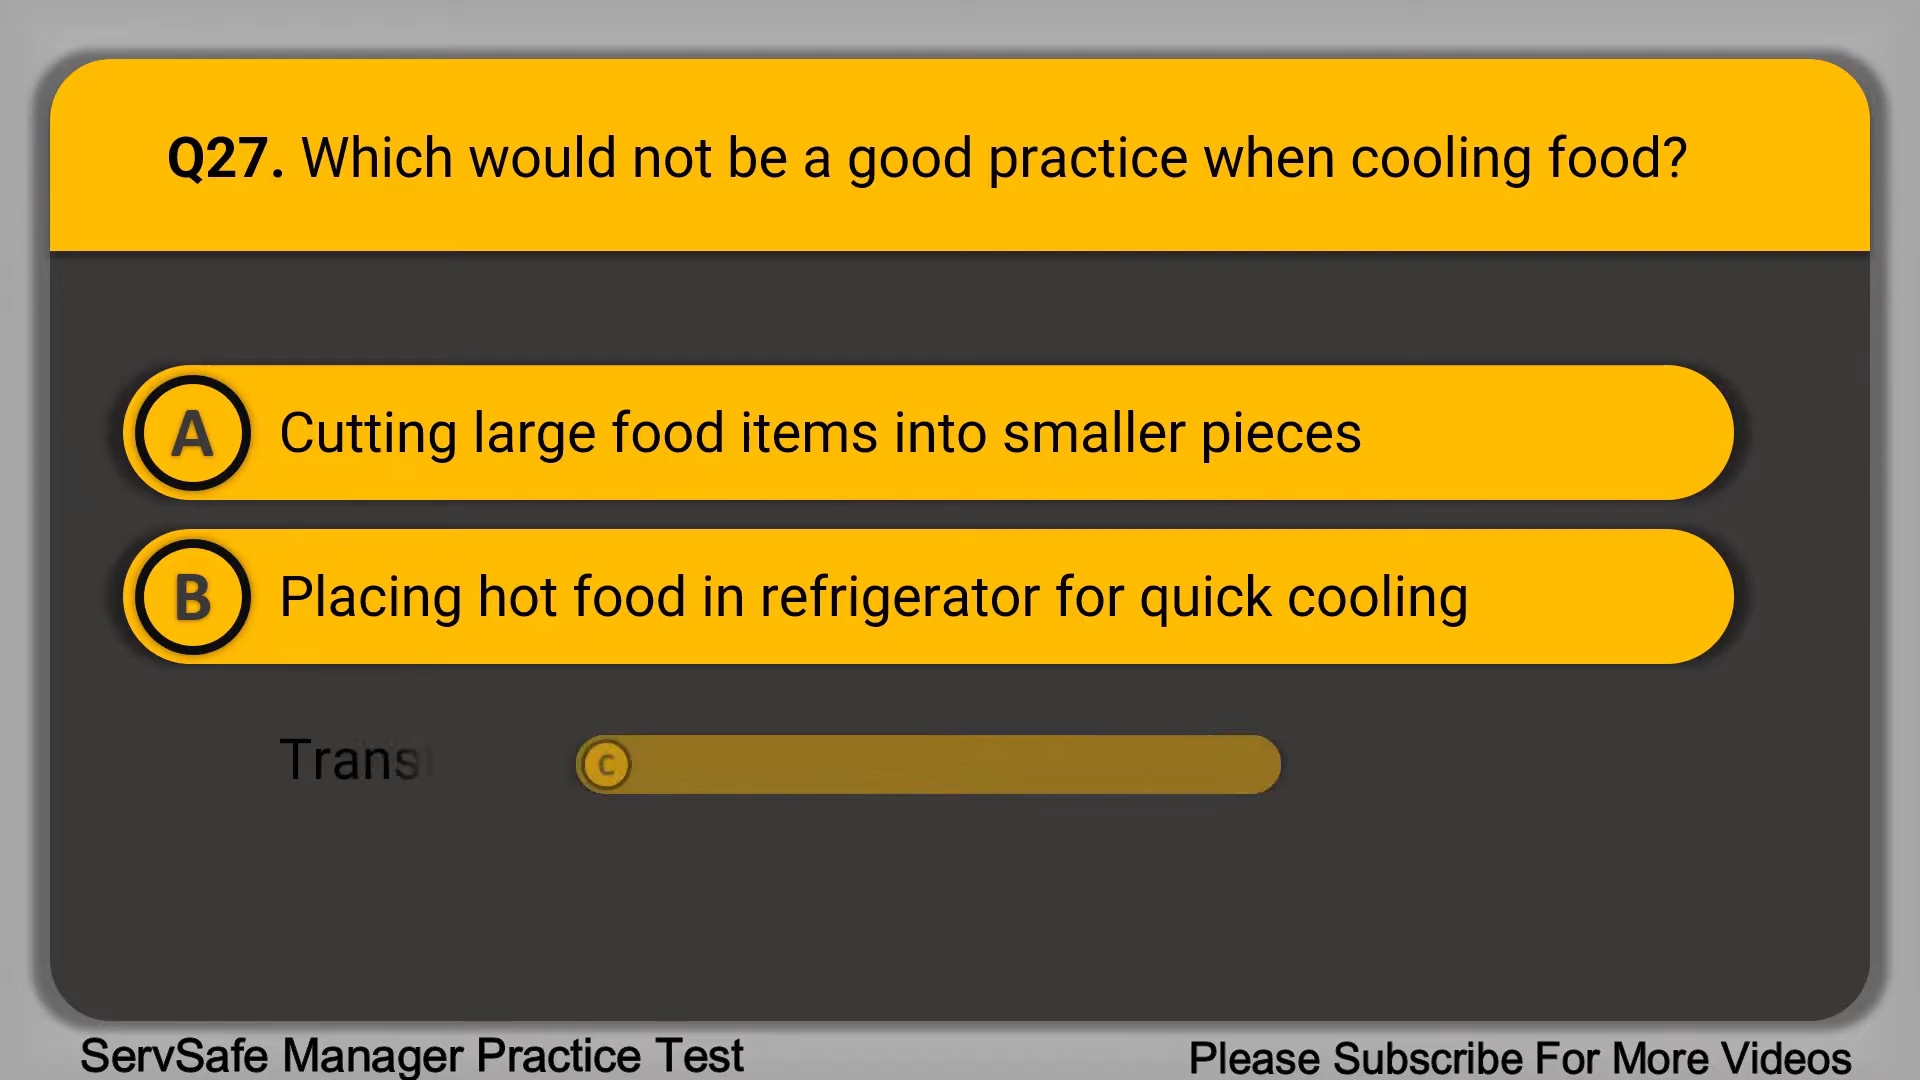 Q27. Which would not be a good practice when cooling food?
A Cutting large food items into smaller pieces
B Placing hot food in refrigerator for quick cooling
C
ServSafe Manager Practice Test
Please Subscribe For More Videos